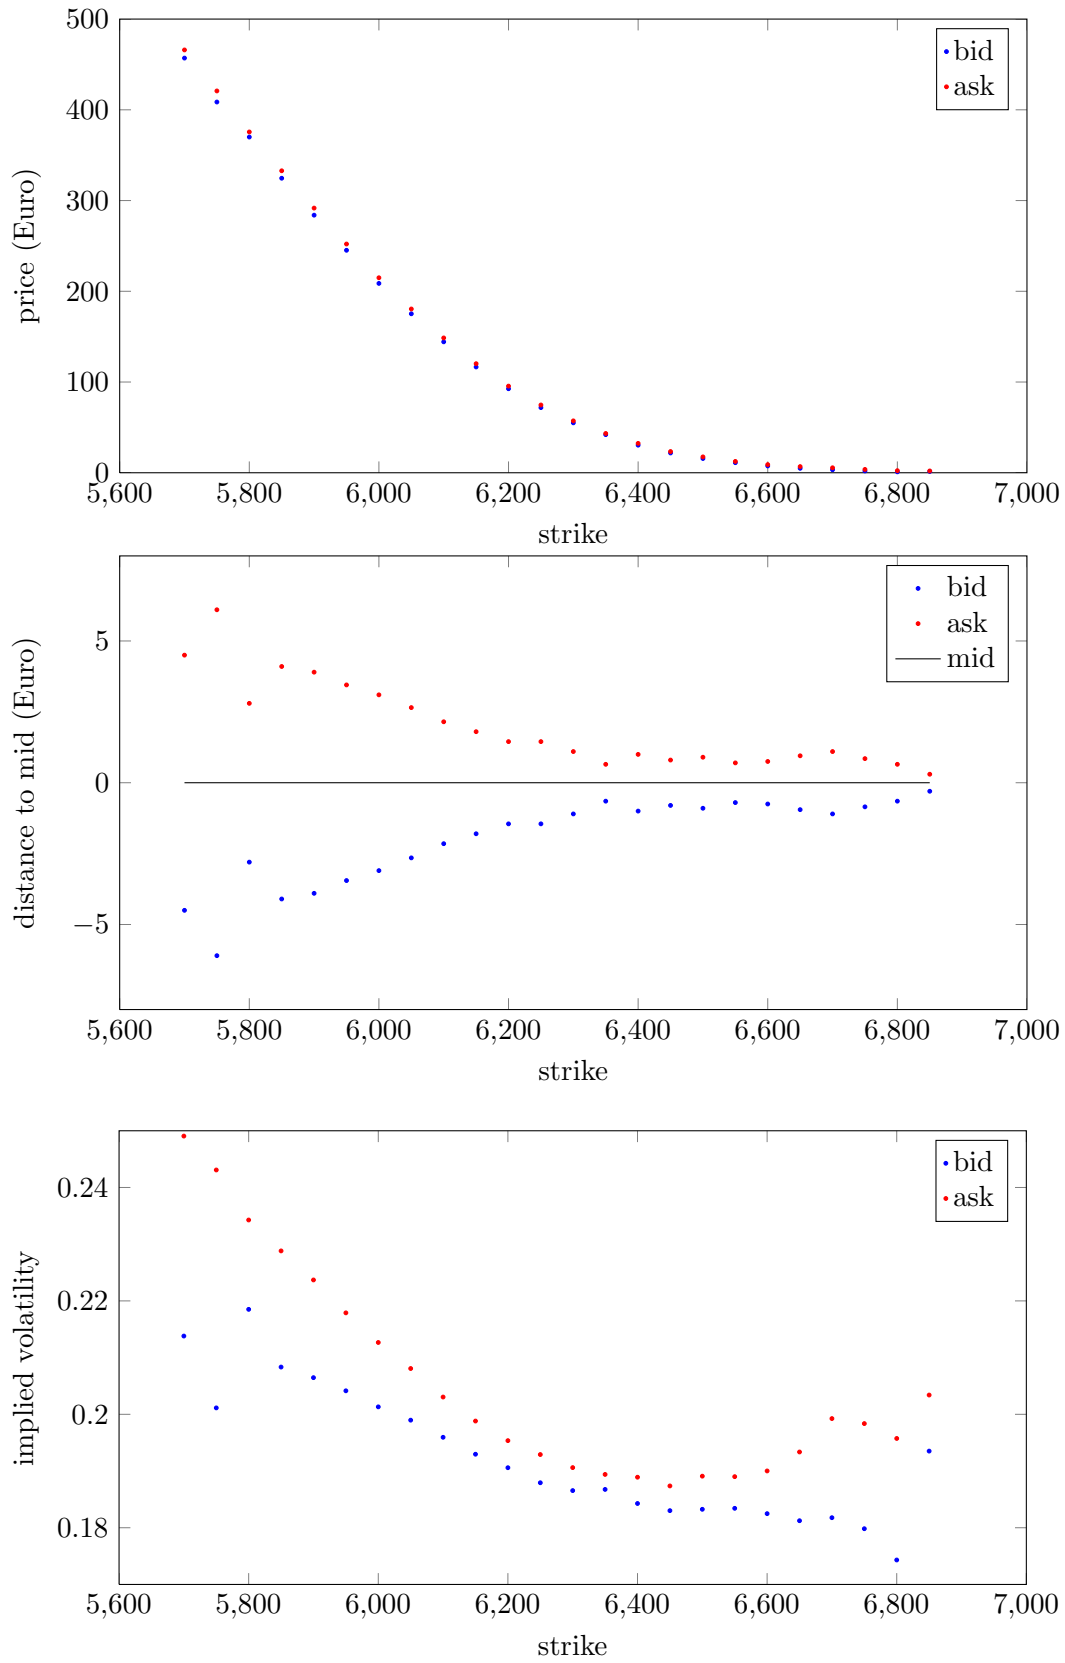 500
400
300
200
100
0
price (Euro)
5,600 5,800 6,000 6,200 6,400 6,600 6,800 7,000
strike
bid
ask
5
0
−5
distance to mid (Euro)
5,600 5,800 6,000 6,200 6,400 6,600 6,800 7,000
strike
bid
ask
mid
0.24
0.22
0.2
0.18
implied volatility
5,600 5,800 6,000 6,200 6,400 6,600 6,800 7,000
strike
bid
ask